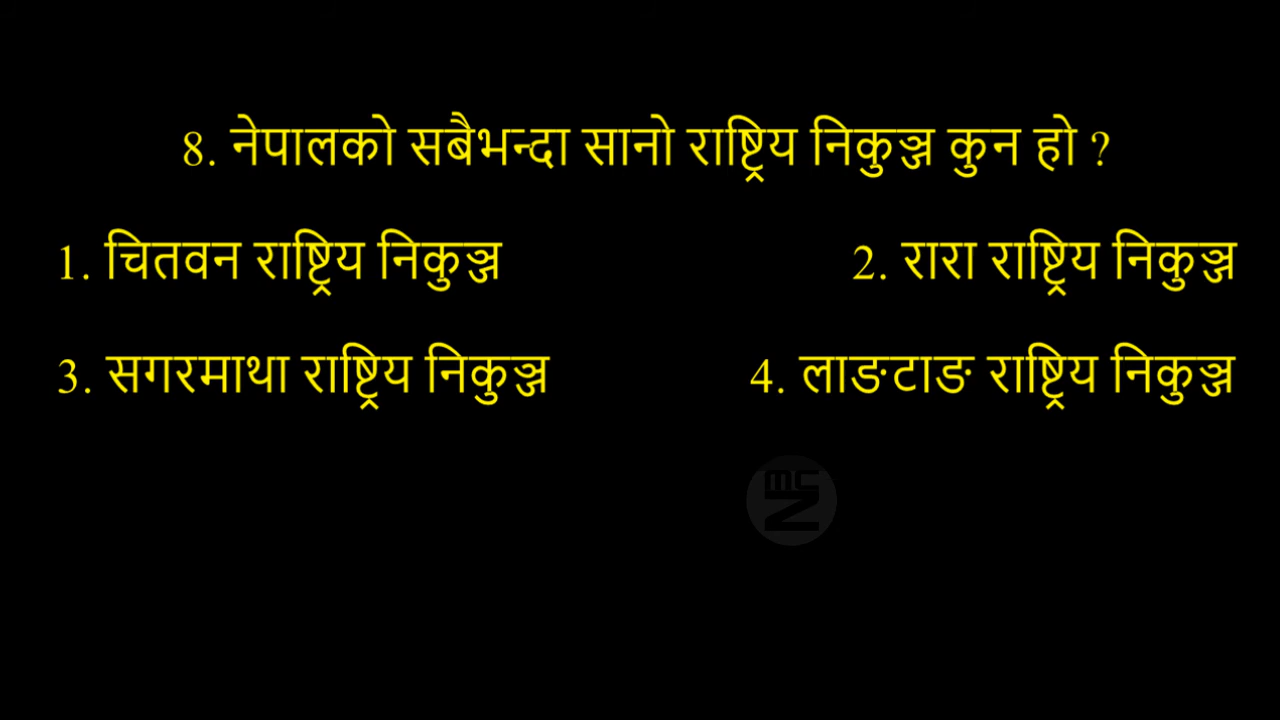 8. नेपालको सबैभन्दा सानो राष्ट्रिय निकुञ्ज कुन हो ?
1. चितवन राष्ट्रिय निकुञ्ज 2. रारा राष्ट्रिय निकुञ्ज
3. सगरमाथा राष्ट्रिय निकुञ्ज 4. लाङटाङ राष्ट्रिय निकुञ्ज